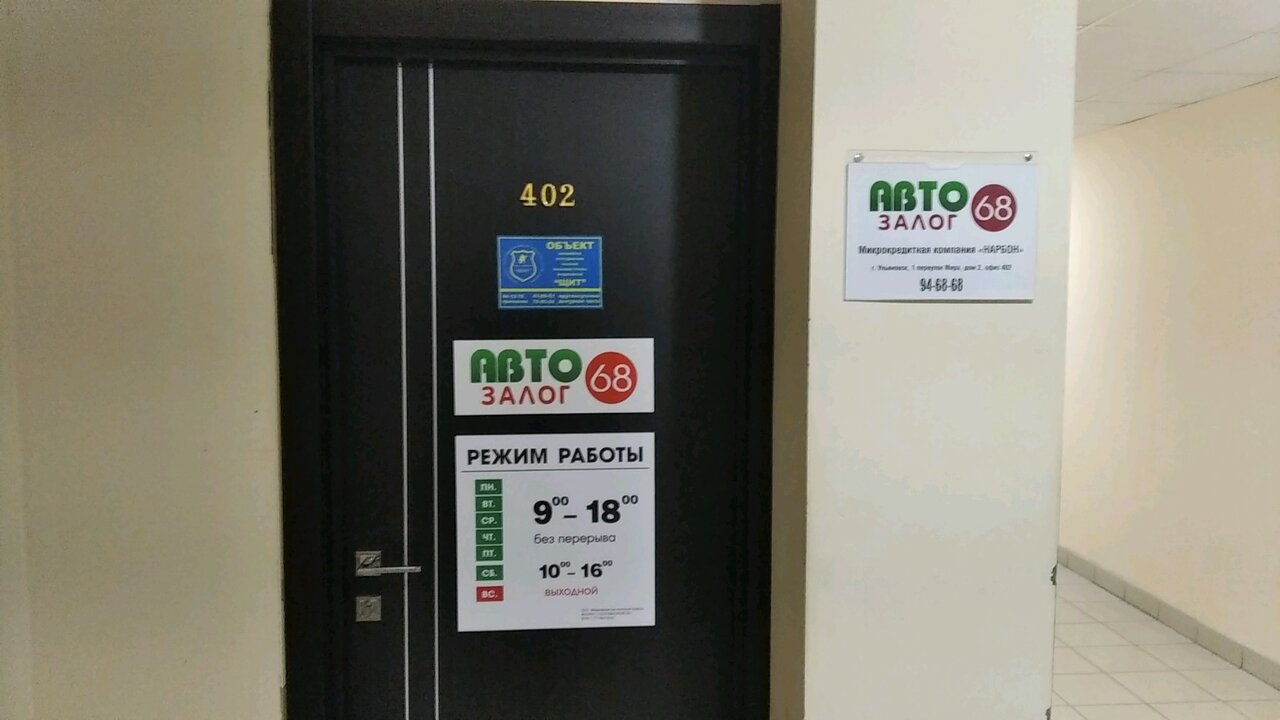 402
ОБЪЕКТ
"ЩИТ"
АВТО
ЗАЛОГ
68
РЕЖИМ РАБОТЫ
ПН.
ВТ.
СР.
ЧТ.
ПТ.
9⁰⁰ – 18⁰⁰
без перерыва
СБ.
10⁰⁰ – 16⁰⁰
ВС.
ВЫХОДНОЙ
АВТО
ЗАЛОГ
68
Микрокредитная компания «НАРБОН»
г. Ульяновск, 1 переулок Мира, дом 2, офис 402
94-68-68